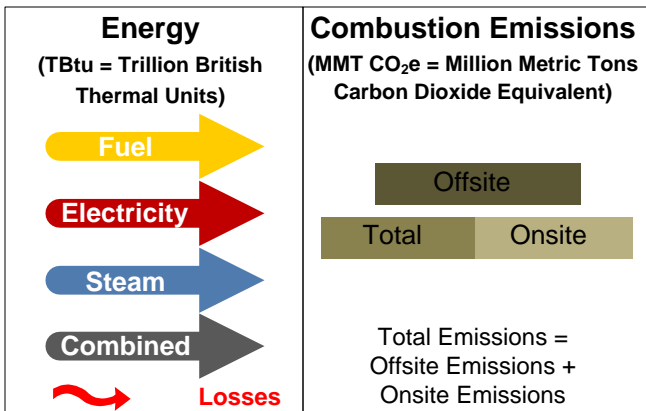 Energy
(TBtu = Trillion British
Thermal Units)
Fuel
Electricity
Steam
Combined
Losses
Combustion Emissions
(MMT CO₂e = Million Metric Tons
Carbon Dioxide Equivalent)
Offsite
Total
Onsite
Total Emissions =
Offsite Emissions +
Onsite Emissions